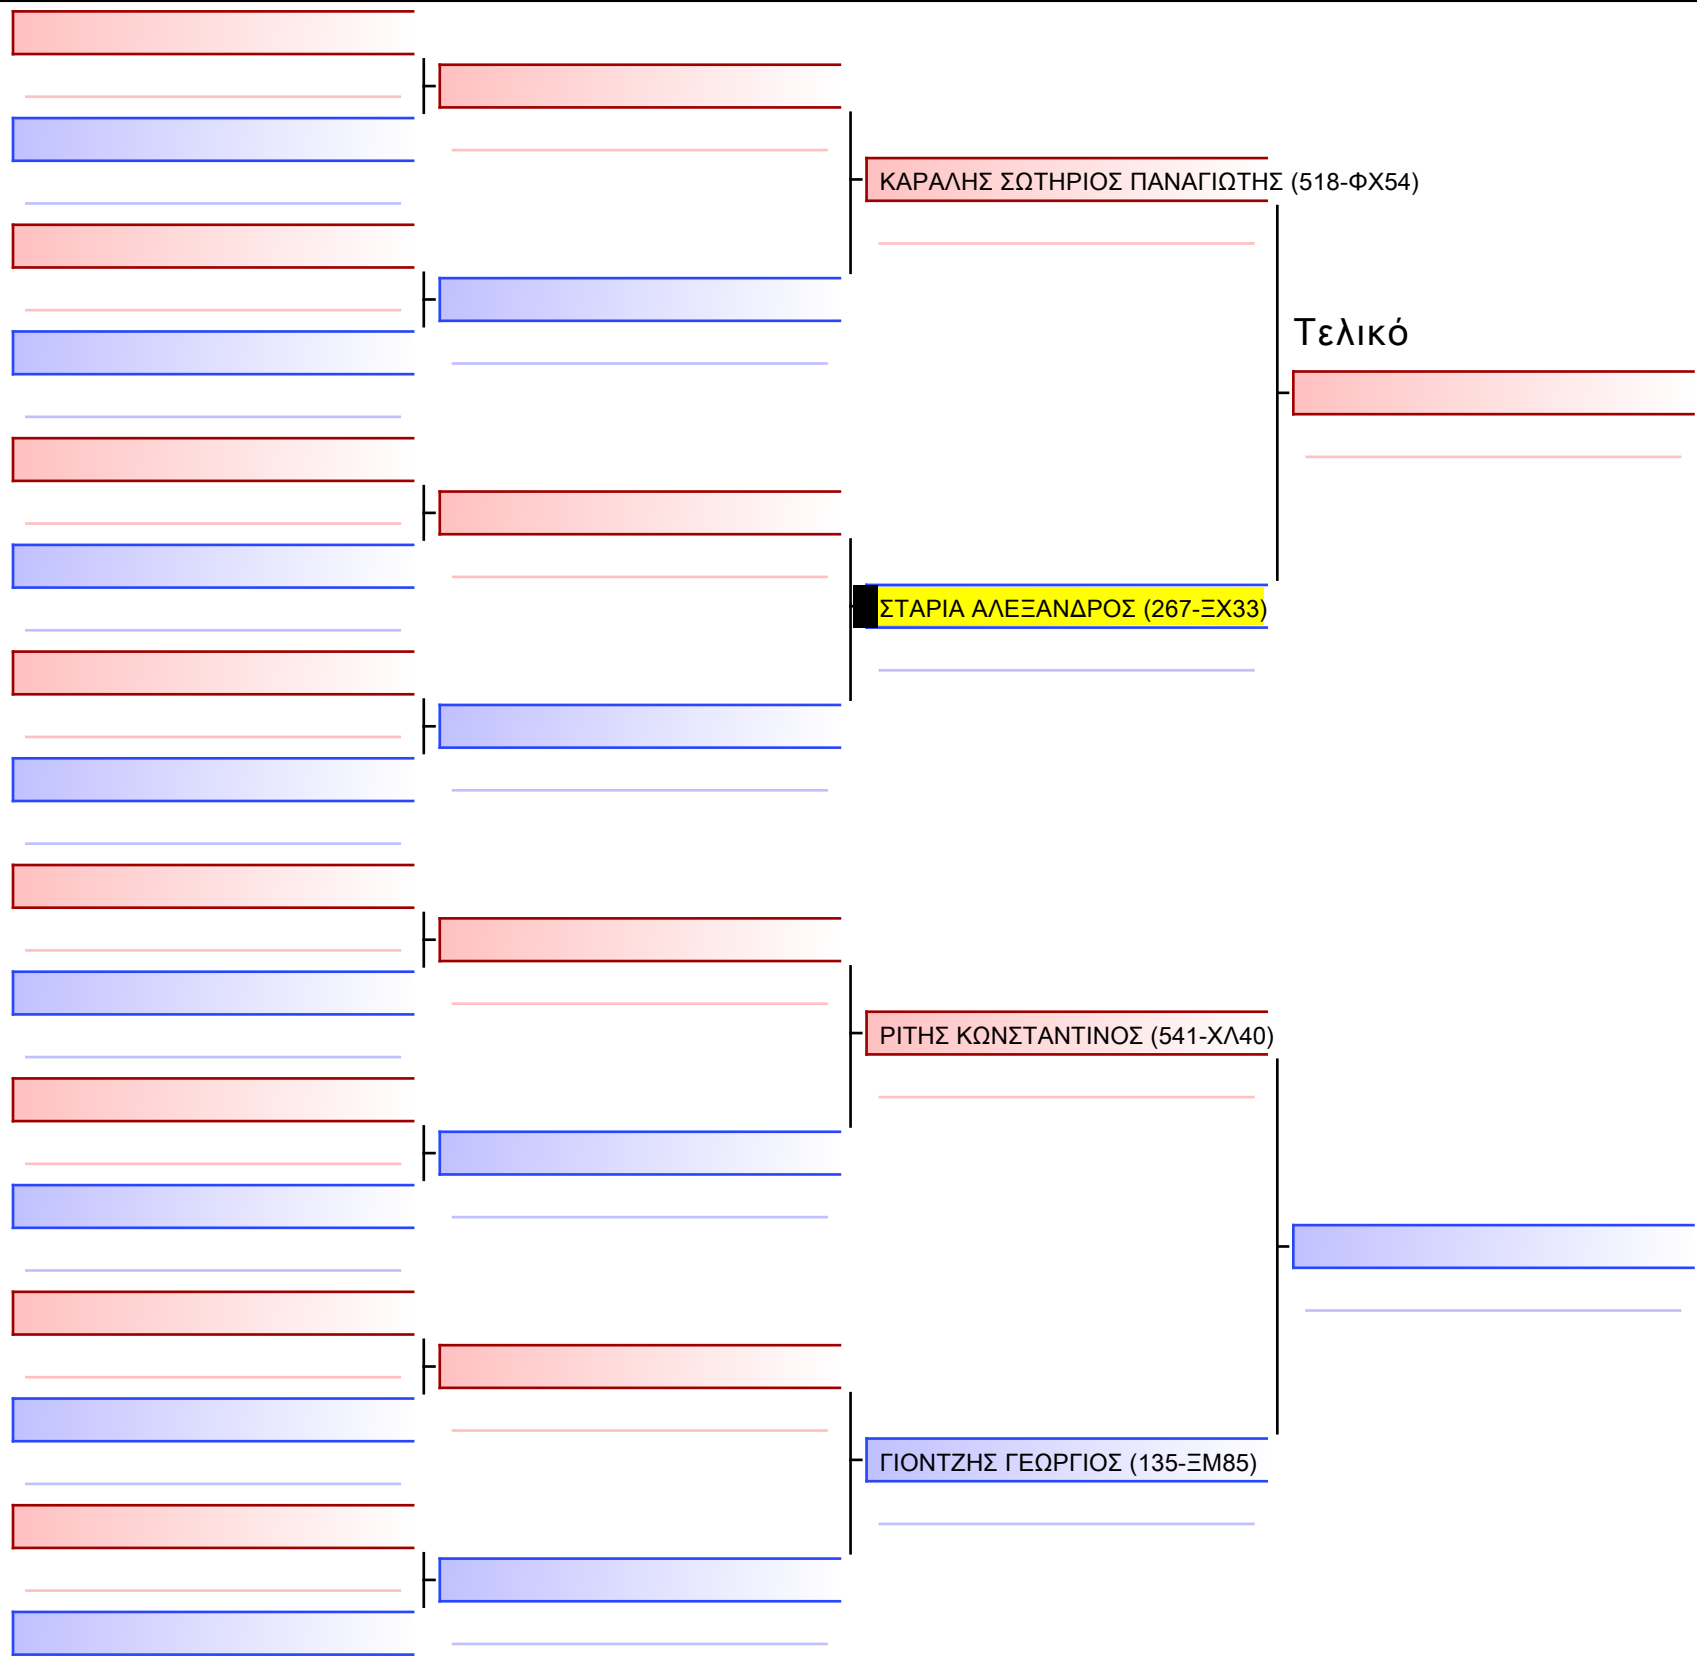 ΚΑΡΑΛΗΣ ΣΩΤΗΡΙΟΣ ΠΑΝΑΓΙΩΤΗΣ (518-ΦΧ54)
Τελικό
ΣΤΑΡΙΑ ΑΛΕΞΑΝΔΡΟΣ (267-ΞΧ33)
ΡΙΤΗΣ ΚΩΝΣΤΑΝΤΙΝΟΣ (541-ΧΛ40)
ΓΙΟΝΤΖΗΣ ΓΕΩΡΓΙΟΣ (135-ΞΜ85)